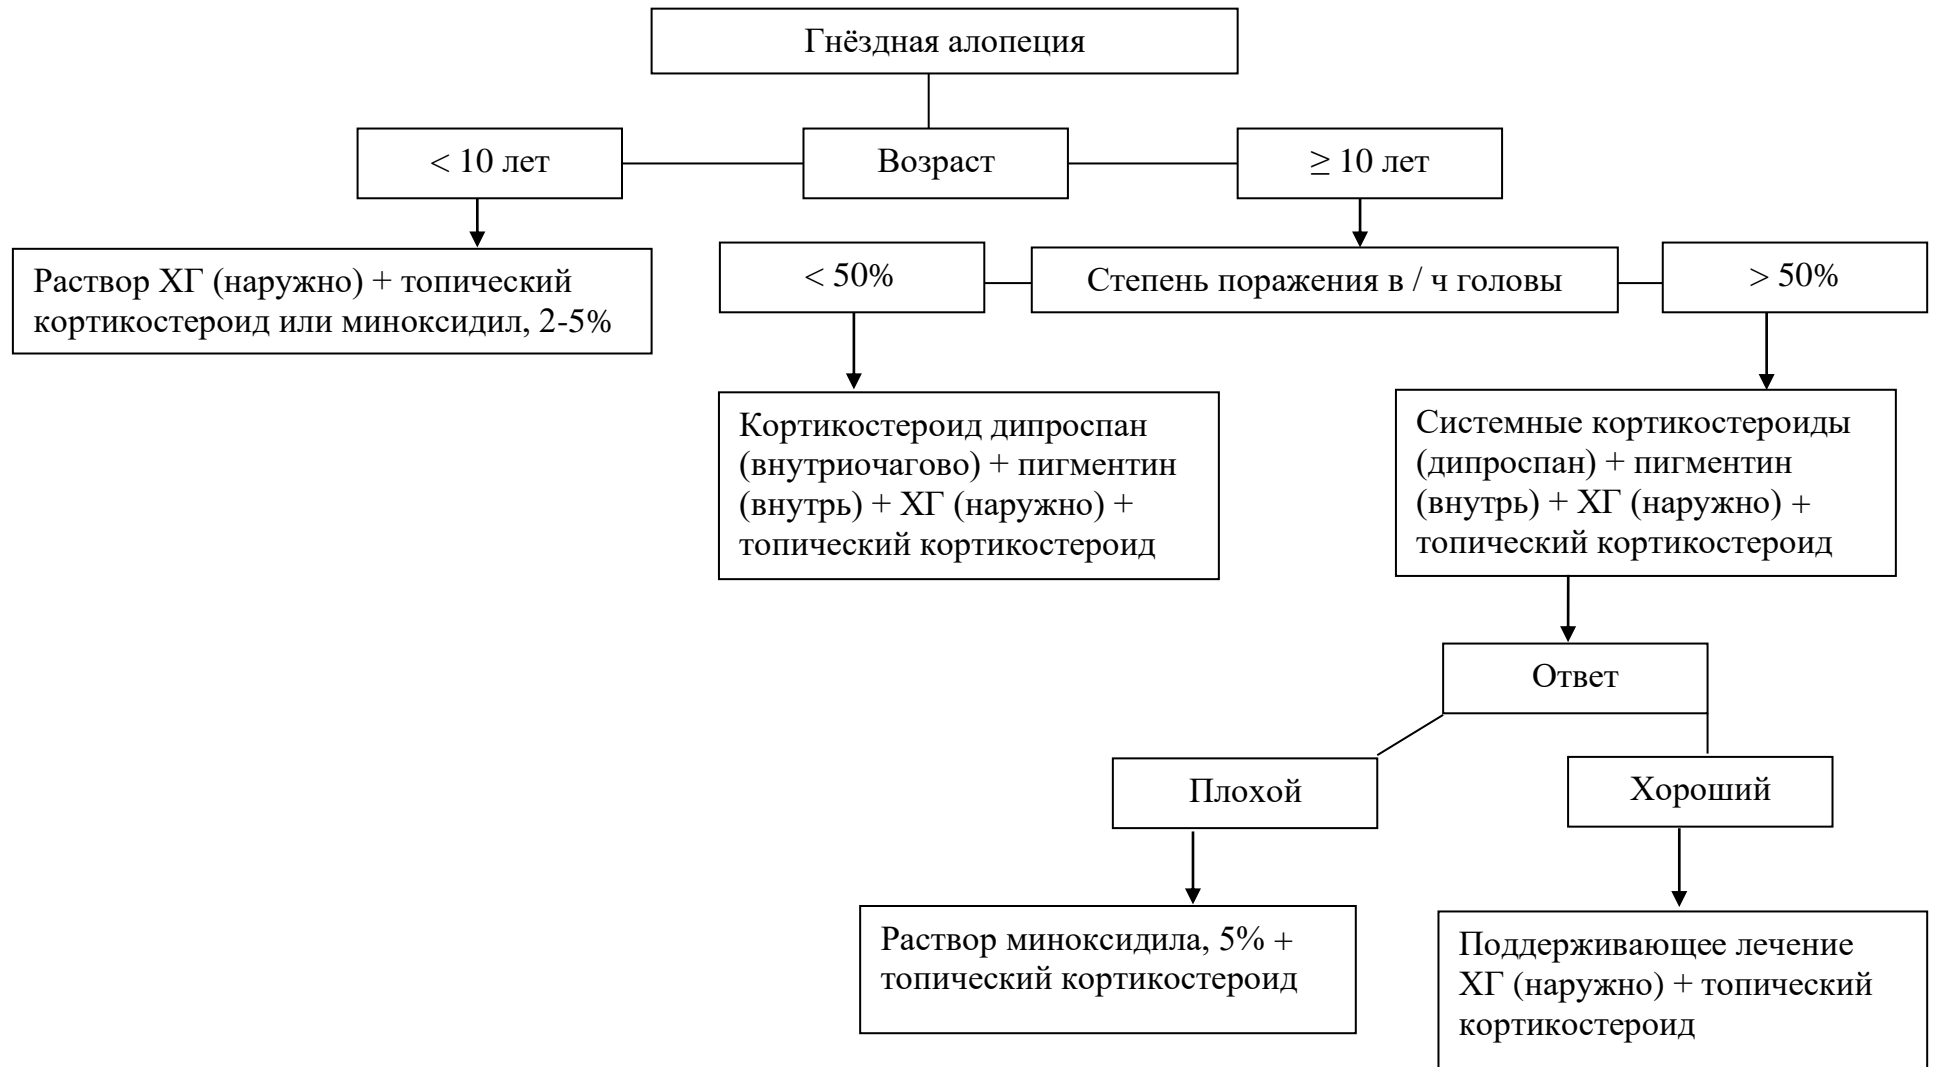 Гнёздная алопеция
< 10 лет
Возраст
≥ 10 лет
Раствор ХГ (наружно) + топический
кортикостероид или миноксидил, 2-5%
< 50%
Степень поражения в / ч головы
> 50%
Кортикостероид дипроспан
(внутриочагово) + пигментин
(внутрь) + ХГ (наружно) +
топический кортикостероид
Системные кортикостероиды
(дипроспан) + пигментин
(внутрь) + ХГ (наружно) +
топический кортикостероид
Ответ
Плохой
Хороший
Раствор миноксидила, 5% +
топический кортикостероид
Поддерживающее лечение
ХГ (наружно) + топический
кортикостероид